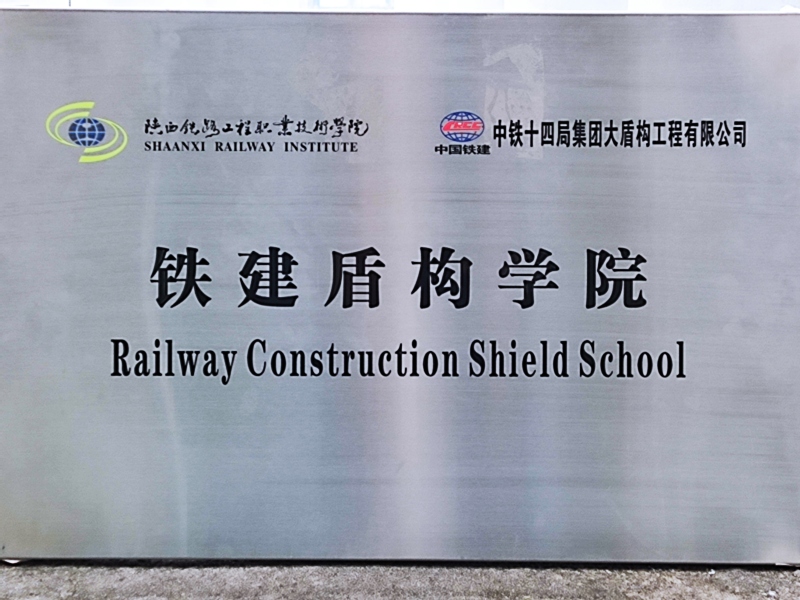 陕西铁路工程职业技术学院
SHAANXI RAILWAY INSTITUTE
CRCC
中国铁建
中铁十四局集团大盾构工程有限公司
铁建盾构学院
Railway Construction Shield School